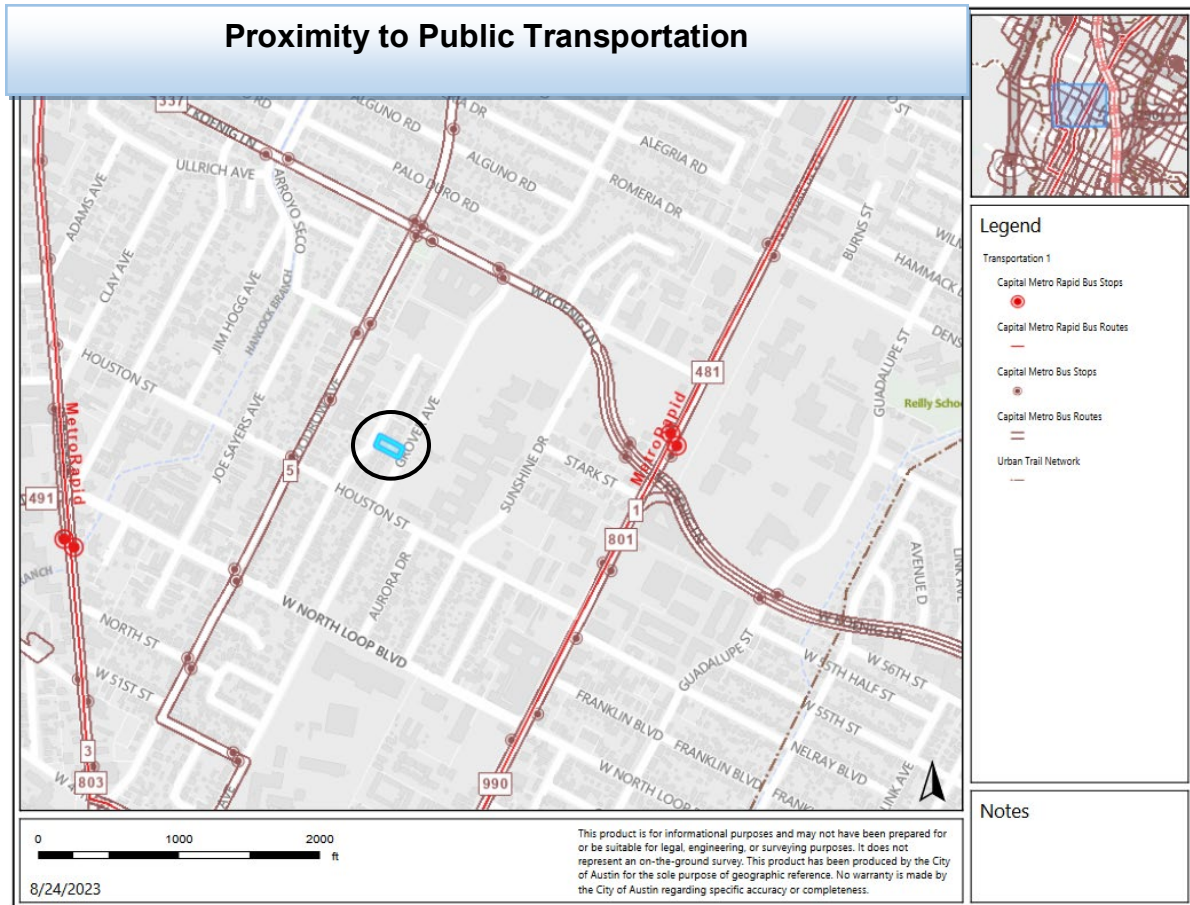 Proximity to Public Transportation
337
W KOENIG LN
ALGUNO RD
ULLRICH AVE
PALO DURO RD
ALGUNO RD
ALEGRIA RD
ROMERIA DR
BURNS ST
HAMMACK
ADAMS AVE
ARROYO SECO
CLAY AVE
JIM HOGG AVE
HANCOCK BRANCH
W KOENIG LN
GUADALUPE ST
HOUSTON ST
481
Reilly
MetroRapid
JOE SAYERS AVE
GROVER AVE
SUNSHINE DR
MetroRapid
5
STARK ST
491
HOUSTON ST
1
801
AURORA DR
AVENUE D
LINK AVE
W NORTH LOOP BLVD
W KOENIG LN
NORTH ST
GUADALUPE ST
W 56TH ST
W 55TH HALF ST
W 51ST ST
W 55TH ST
FRANKLIN BLVD
FRANKLIN BLVD
NELRAY BLVD
LINK AVE
3
803
990
W NORTH LOOP
AVE
Legend
Transportation 1
Capital Metro Rapid Bus Stops
Capital Metro Rapid Bus Routes
Capital Metro Bus Stops
Capital Metro Bus Routes
Urban Trail Network
Notes
0 1000 2000
ft
8/24/2023
This product is for informational purposes and may not have been prepared for
or be suitable for legal, engineering, or surveying purposes. It does not
represent an on-the-ground survey. This product has been produced by the City
of Austin for the sole purpose of geographic reference. No warranty is made by
the City of Austin regarding specific accuracy or completeness.